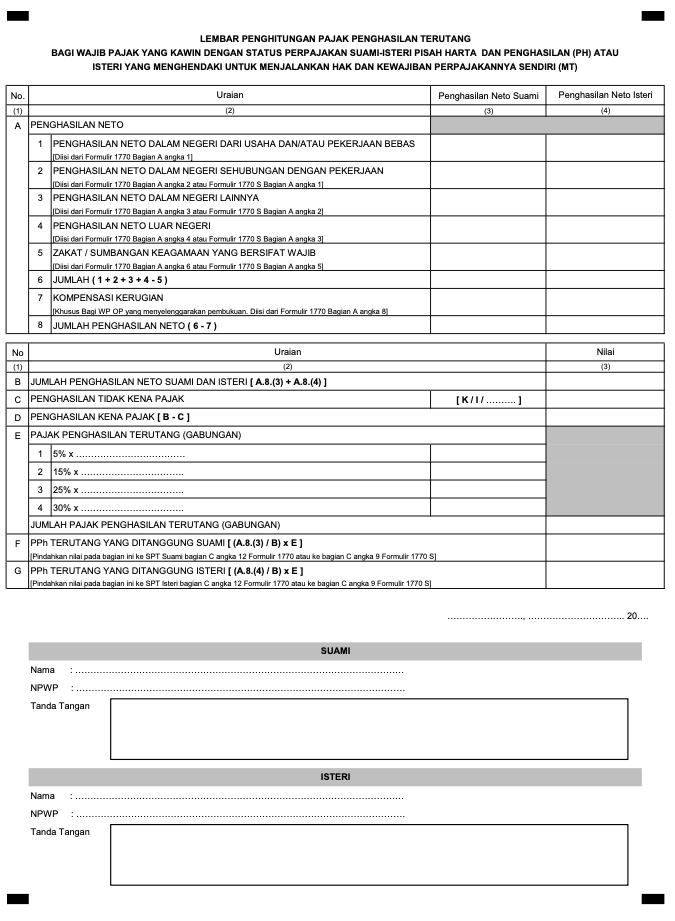 LEMBAR PENGHITUNGAN PAJAK PENGHASILAN TERUTANG
BAGI WAJIB PAJAK YANG KAWIN DENGAN STATUS PERPAJAKAN SUAMI-ISTERI PISAH HARTA DAN PENGHASILAN (PH) ATAU
ISTERI YANG MENGHENDAKI UNTUK MENJALANKAN HAK DAN KEWAJIBAN PERPAJAKANNYA SENDIRI (MT)
No. Uraian Penghasilan Neto Suami Penghasilan Neto Isteri
(1) (2) (3) (4)
A PENGHASILAN NETO
1 PENGHASILAN NETO DALAM NEGERI DARI USAHA DAN/ATAU PEKERJAAN BEBAS
[Diisi dari Formulir 1770 Bagian A angka 1]
2 PENGHASILAN NETO DALAM NEGERI SEHUBUNGAN DENGAN PEKERJAAN
[Diisi dari Formulir 1770 Bagian A angka 2 atau Formulir 1770 S Bagian A angka 1]
3 PENGHASILAN NETO DALAM NEGERI LAINNYA
[Diisi dari Formulir 1770 Bagian A angka 3 atau Formulir 1770 S Bagian A angka 2]
4 PENGHASILAN NETO LUAR NEGERI
[Diisi dari Formulir 1770 Bagian A angka 4 atau Formulir 1770 S Bagian A angka 3]
5 ZAKAT / SUMBANGAN KEAGAMAAN YANG BERSIFAT WAJIB
[Diisi dari Formulir 1770 Bagian A angka 6 atau Formulir 1770 S Bagian A angka 5]
6 JUMLAH ( 1 + 2 + 3 + 4 - 5 )
7 KOMPENSASI KERUGIAN
[Khusus Bagi WP OP yang menyelenggarakan pembukuan. Diisi dari Formulir 1770 Bagian A angka 8]
8 JUMLAH PENGHASILAN NETO ( 6 - 7 )
No Uraian Nilai
(1) (2) (3)
B JUMLAH PENGHASILAN NETO SUAMI DAN ISTERI [ A.8.(3) + A.8.(4) ]
C PENGHASILAN TIDAK KENA PAJAK [ K / I / .......... ]
D PENGHASILAN KENA PAJAK [ B - C ]
E PAJAK PENGHASILAN TERUTANG (GABUNGAN)
1 5% x ....................................
2 15% x ..................................
3 25% x ..................................
4 30% x ..................................
JUMLAH PAJAK PENGHASILAN TERUTANG (GABUNGAN)
F PPh TERUTANG YANG DITANGGUNG SUAMI [ (A.8.(3) / B) x E ]
[Pindahkan nilai pada bagian ini ke SPT Suami bagian C angka 12 Formulir 1770 atau ke bagian C angka 9 Formulir 1770 S]
G PPh TERUTANG YANG DITANGGUNG ISTERI [ (A.8.(4) / B) x E ]
[Pindahkan nilai pada bagian ini ke SPT Isteri bagian C angka 12 Formulir 1770 atau ke bagian C angka 9 Formulir 1770 S]
........................., ............................... 20....
SUAMI
Nama : ............................................................................................................
NPWP : ............................................................................................................
Tanda Tangan
ISTERI
Nama : ............................................................................................................
NPWP : ............................................................................................................
Tanda Tangan